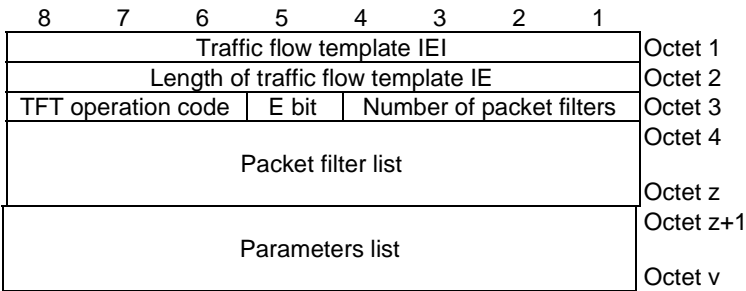 8 7 6 5 4 3 2 1
Traffic flow template IEI Octet 1
Length of traffic flow template IE Octet 2
TFT operation code E bit Number of packet filters Octet 3
Octet 4
Packet filter list
Octet z
Octet z+1
Parameters list
Octet v